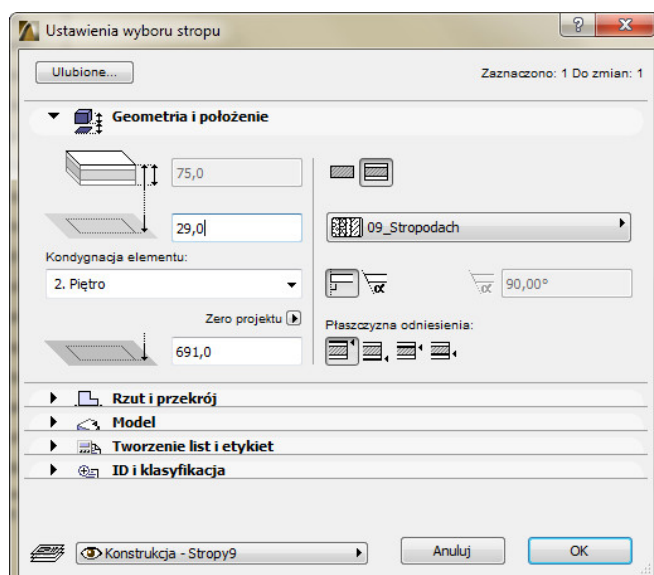 Ustawienia wyboru stropu
Ulubione...
Zaznaczono: 1 Do zmian: 1
Geometria i położenie
75,0
29,0
09_Stropodach
Kondygnacja elementu:
2. Piętro
α
α
90,00°
Zero projektu
Płaszczyzna odniesienia:
691,0
Rzut i przekrój
Model
Tworzenie list i etykiet
ID i klasyfikacja
Konstrukcja - Stropy9
Anuluj
OK